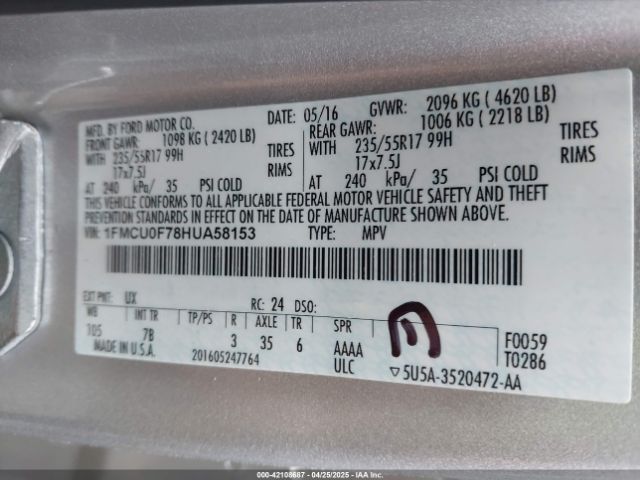 MFD. BY FORD MOTOR CO.
DATE: 05/16 GVWR: 2096 KG ( 4620 LB)
FRONT GAWR: 1098 KG ( 2420 LB)
REAR GAWR: 1006 KG ( 2218 LB)
WITH 235/55R17 99H TIRES
WITH 235/55R17 99H TIRES
17x7.5J RIMS
17x7.5J RIMS
AT 240 kPa/ 35 PSI COLD
AT 240 kPa/ 35 PSI COLD
THIS VEHICLE CONFORMS TO ALL APPLICABLE FEDERAL MOTOR VEHICLE SAFETY AND THEFT
PREVENTION STANDARDS IN EFFECT ON THE DATE OF MANUFACTURE SHOWN ABOVE.
VIN: 1FMCU0F78HUA58153 TYPE: MPV
EXT PNT: UX RC: 24 DSO:
WB INT TR TP/PS R AXLE TR SPR
105 7B 3 35 6 AAAA
F0059
T0286
MADE IN U.S.A. 201605247764 ULC
▽5U5A-3520472-AA
000-42108687 - 04/25/2025 - IAA Inc.